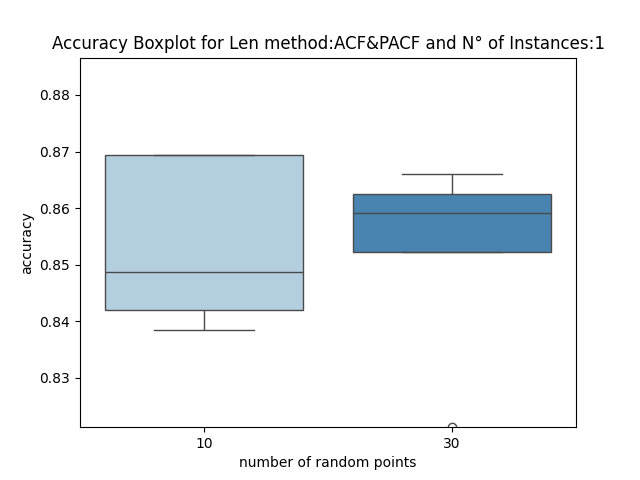 Accuracy Boxplot for Len method:ACF&PACF and N° of Instances:1
0.88
0.87
0.86
0.85
0.84
0.83
accuracy
10 30
number of random points